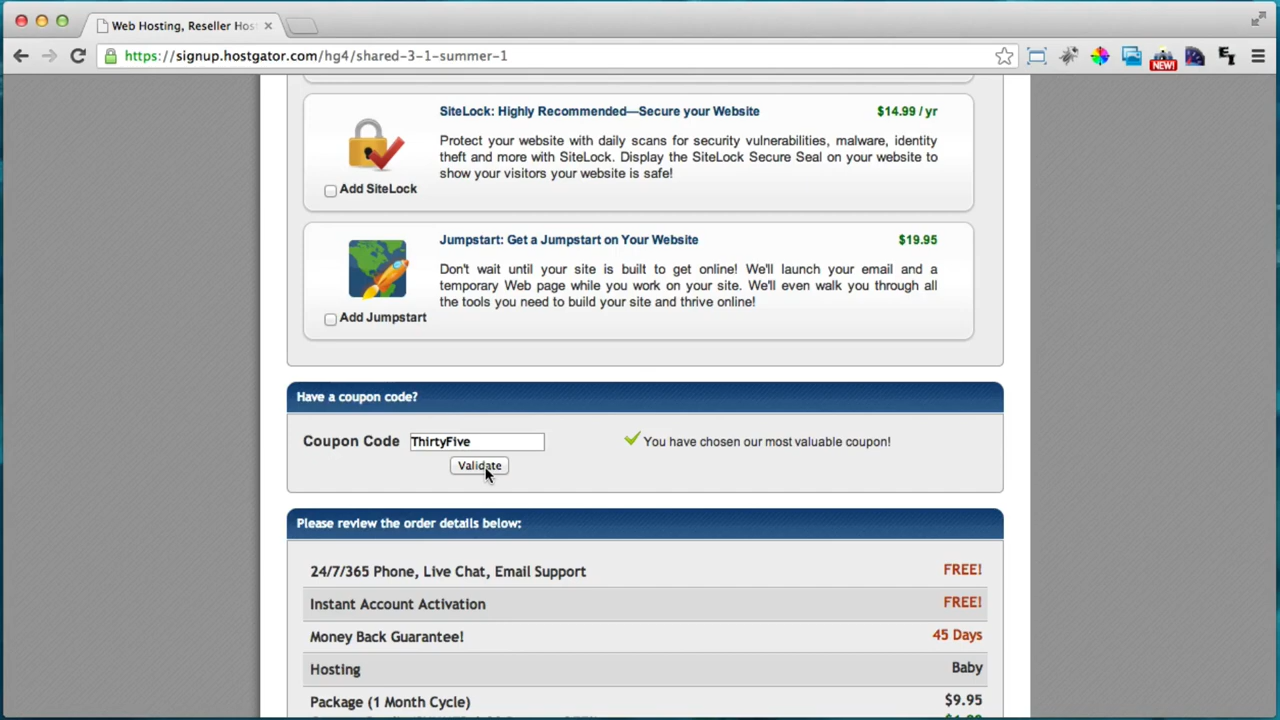 Web Hosting, Reseller Hos
https://signup.hostgator.com/hg4/shared-3-1-summer-1
NEW!
SiteLock: Highly Recommended—Secure your Website $14.99 / yr
Protect your website with daily scans for security vulnerabilities, malware, identity
theft and more with SiteLock. Display the SiteLock Secure Seal on your website to
show your visitors your website is safe!
Add SiteLock
Jumpstart: Get a Jumpstart on Your Website $19.95
Don't wait until your site is built to get online! We'll launch your email and a
temporary Web page while you work on your site. We'll even walk you through all
the tools you need to build your site and thrive online!
Add Jumpstart
Have a coupon code?
Coupon Code ThirtyFive You have chosen our most valuable coupon!
Validate
Please review the order details below:
24/7/365 Phone, Live Chat, Email Support FREE!
Instant Account Activation FREE!
Money Back Guarantee! 45 Days
Hosting Baby
Package (1 Month Cycle) $9.95